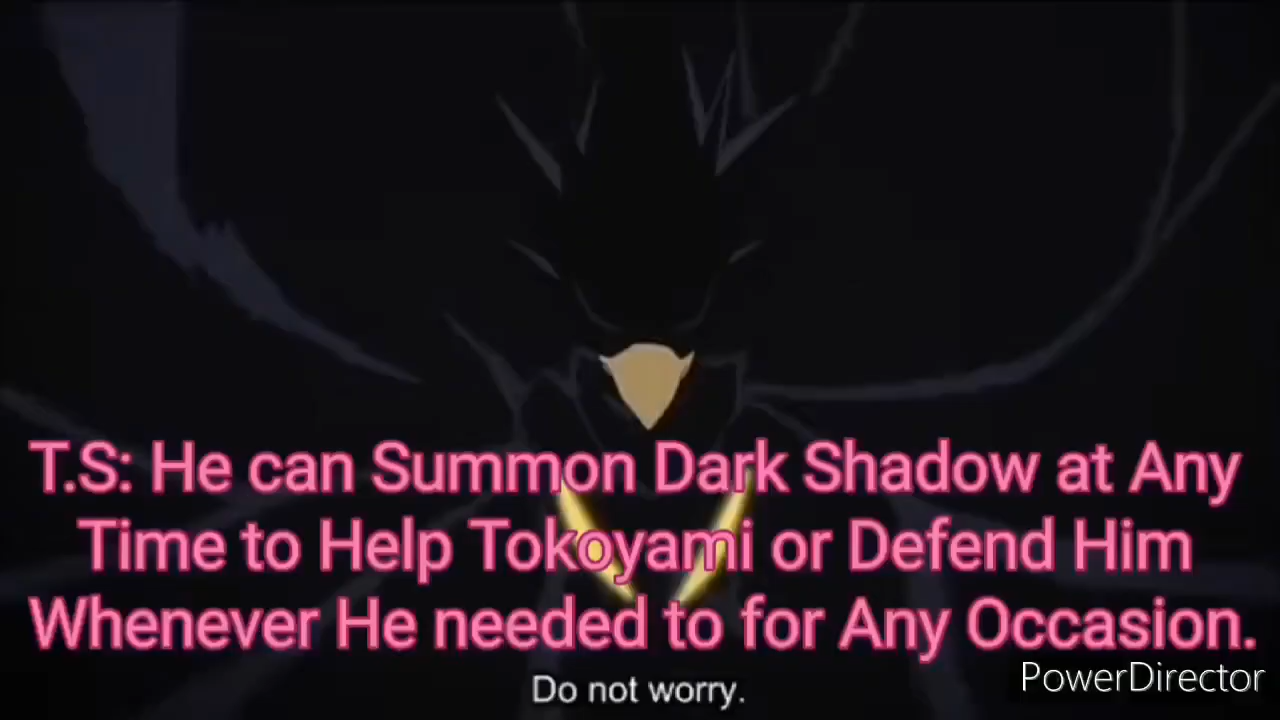 T.S: He can Summon Dark Shadow at Any
Time to Help Tokoyami or Defend Him
Whenever He needed to for Any Occasion.
PowerDirector
Do not worry.